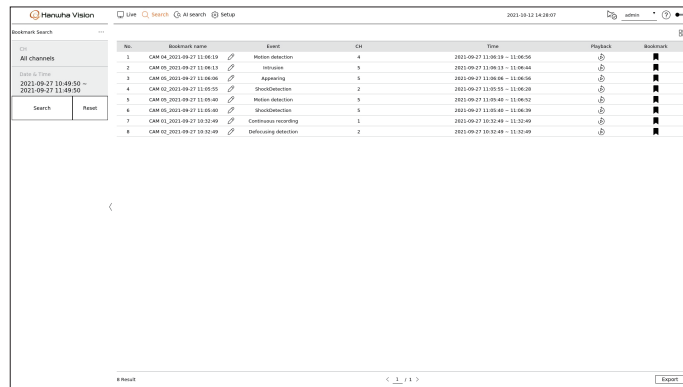 Hanwha Vision Live Search AI search Setup 2021-10-12 14:28:07 admin ?
Bookmark Search ...
CH
All channels
Date & Time
2021-09-27 10:49:50 ~
2021-09-27 11:49:50
Search Reset
No. Bookmark name Event CH Time Playback Bookmark
1 CAM 04_2021-09-27 11:06:19 Motion detection 4 2021-09-27 11:06:19 ~ 11:06:56
2 CAM 05_2021-09-27 11:06:13 Intrusion 5 2021-09-27 11:06:13 ~ 11:06:44
3 CAM 05_2021-09-27 11:06:06 Appearing 5 2021-09-27 11:06:06 ~ 11:06:56
4 CAM 02_2021-09-27 11:05:55 ShockDetection 2 2021-09-27 11:05:55 ~ 11:06:28
5 CAM 05_2021-09-27 11:05:40 Motion detection 5 2021-09-27 11:05:40 ~ 11:06:52
6 CAM 05_2021-09-27 11:05:40 ShockDetection 5 2021-09-27 11:05:40 ~ 11:06:39
7 CAM 01_2021-09-27 10:32:49 Continuous recording 1 2021-09-27 10:32:49 ~ 11:32:49
8 CAM 02_2021-09-27 10:32:49 Defocusing detection 2 2021-09-27 10:32:49 ~ 11:32:49
8 Result < 1 / 1 > Export